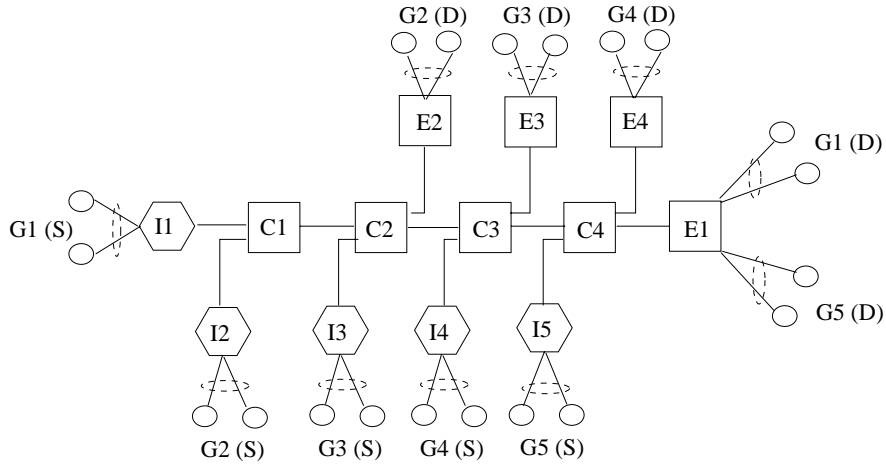 G2 (D)
G3 (D)
G4 (D)
E2
E3
E4
G1 (D)
G1 (S)
I1
C1
C2
C3
C4
E1
I2
I3
I4
I5
G5 (D)
G2 (S)
G3 (S)
G4 (S)
G5 (S)